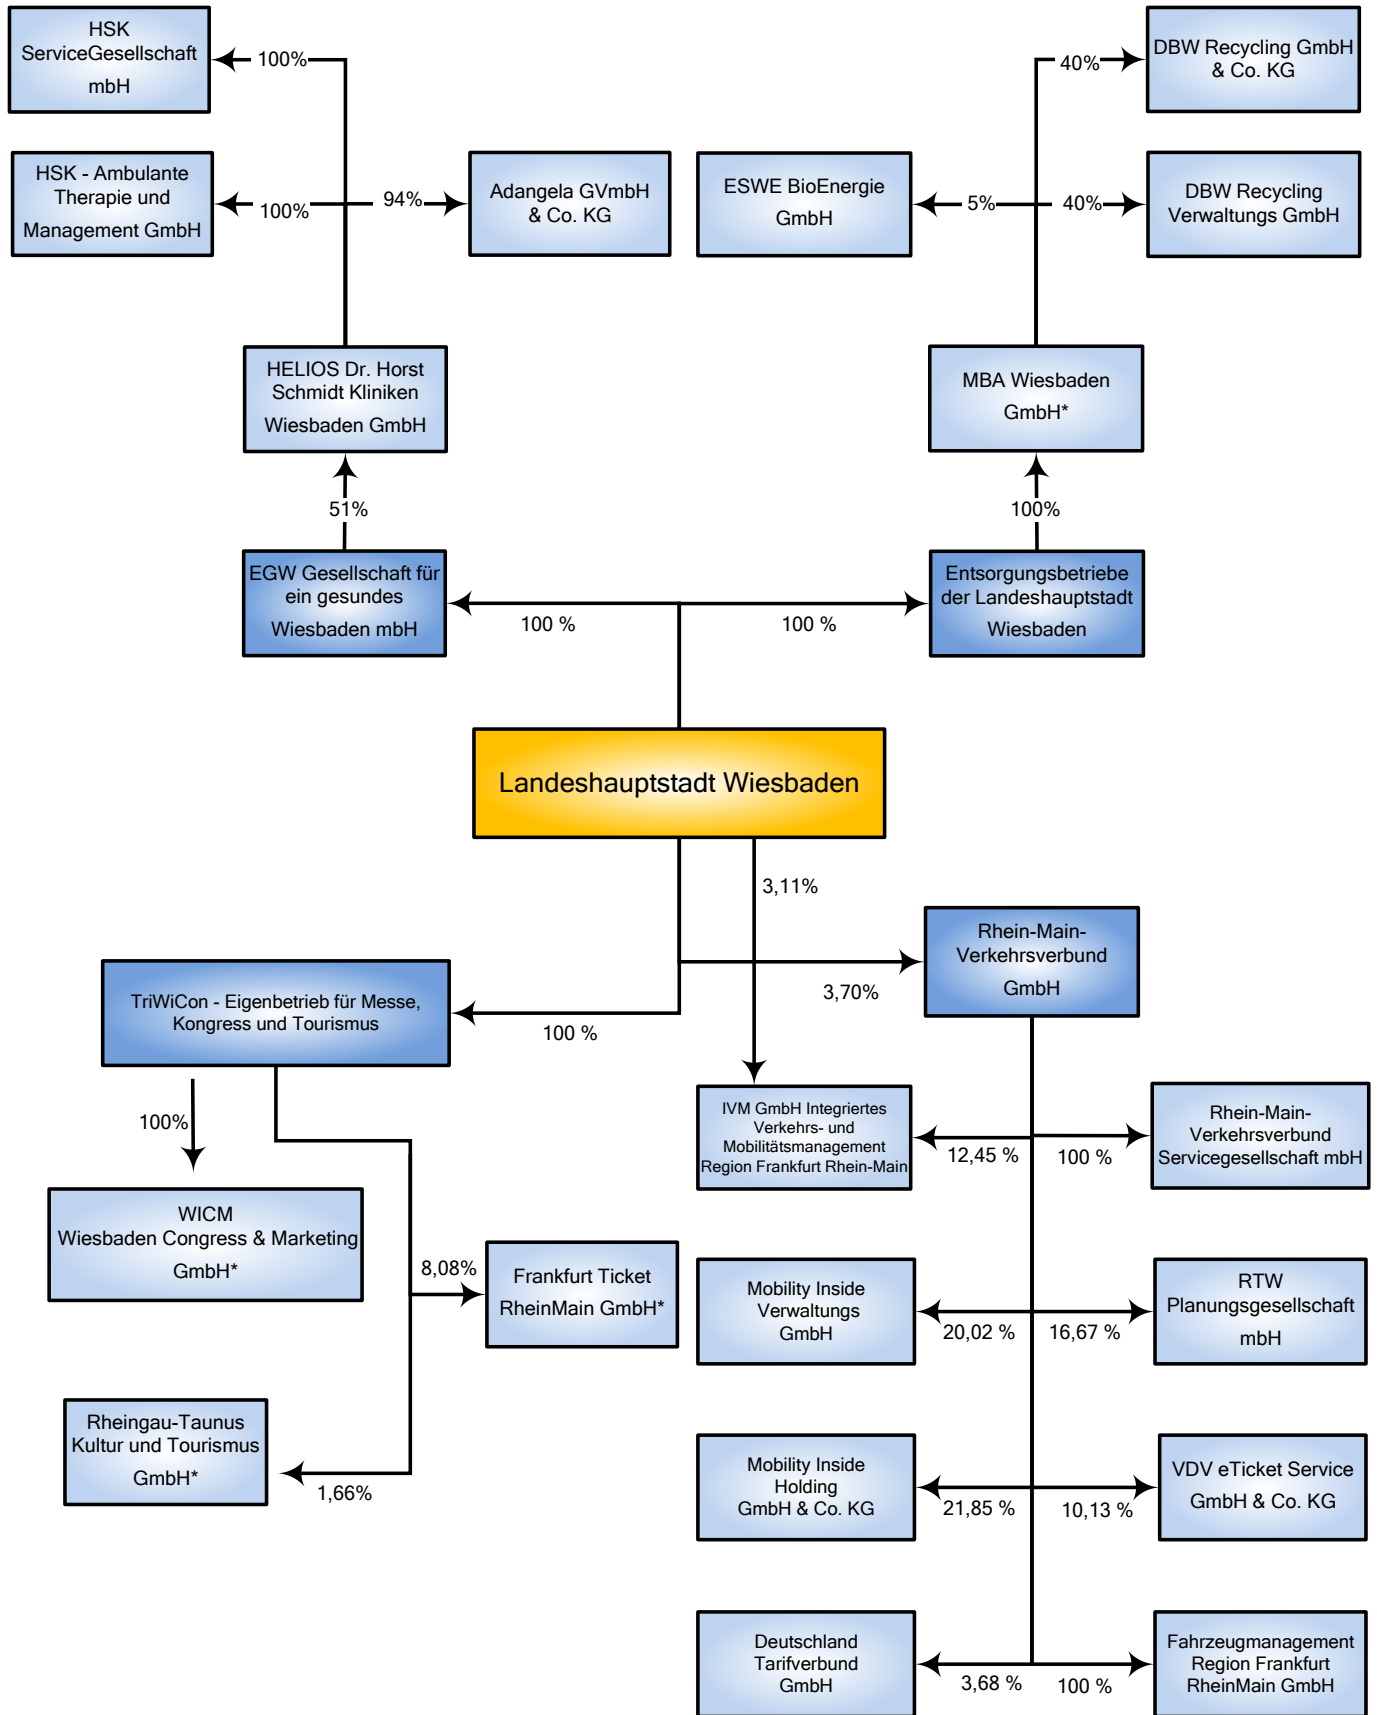 HSK
ServiceGesellschaft
mbH
100%
40%
DBW Recycling GmbH
& Co. KG
HSK - Ambulante
Therapie und
Management GmbH
100%
94%
Adangela GVmbH
& Co. KG
ESWE BioEnergie
GmbH
5%
40%
DBW Recycling
Verwaltungs GmbH
HELIOS Dr. Horst
Schmidt Kliniken
Wiesbaden GmbH
MBA Wiesbaden
GmbH*
51%
100%
EGW Gesellschaft für
ein gesundes
Wiesbaden mbH
100 %
100 %
Entsorgungsbetriebe
der Landeshauptstadt
Wiesbaden
Landeshauptstadt Wiesbaden
3,11%
Rhein-Main-
Verkehrsverbund
GmbH
3,70%
TriWiCon - Eigenbetrieb für Messe,
Kongress und Tourismus
100 %
100%
IVM GmbH Integriertes
Verkehrs- und
Mobilitätsmanagement
Region Frankfurt Rhein-Main
12,45 %
100 %
Rhein-Main-
Verkehrsverbund
Servicegesellschaft mbH
WICM
Wiesbaden Congress & Marketing
GmbH*
8,08%
Frankfurt Ticket
RheinMain GmbH*
Mobility Inside
Verwaltungs
GmbH
20,02 %
16,67 %
RTW
Planungsgesellschaft
mbH
Rheingau-Taunus
Kultur und Tourismus
GmbH*
1,66%
Mobility Inside
Holding
GmbH & Co. KG
21,85 %
10,13 %
VDV eTicket Service
GmbH & Co. KG
Deutschland
Tarifverbund
GmbH
3,68 %
100 %
Fahrzeugmanagement
Region Frankfurt
RheinMain GmbH